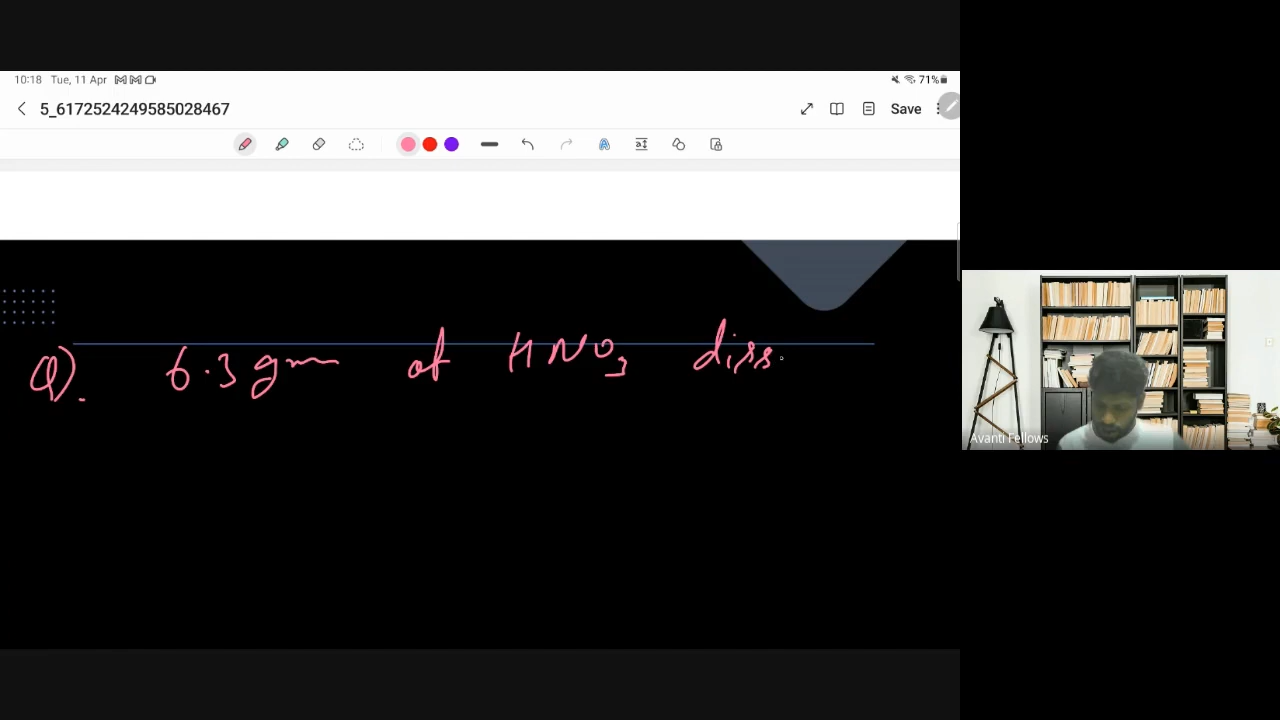 10:18 Tue, 11 Apr 71%
5_6172524249585028467 Save
Q). 6.3 gm of HNO3 diss
Avanti Fellows